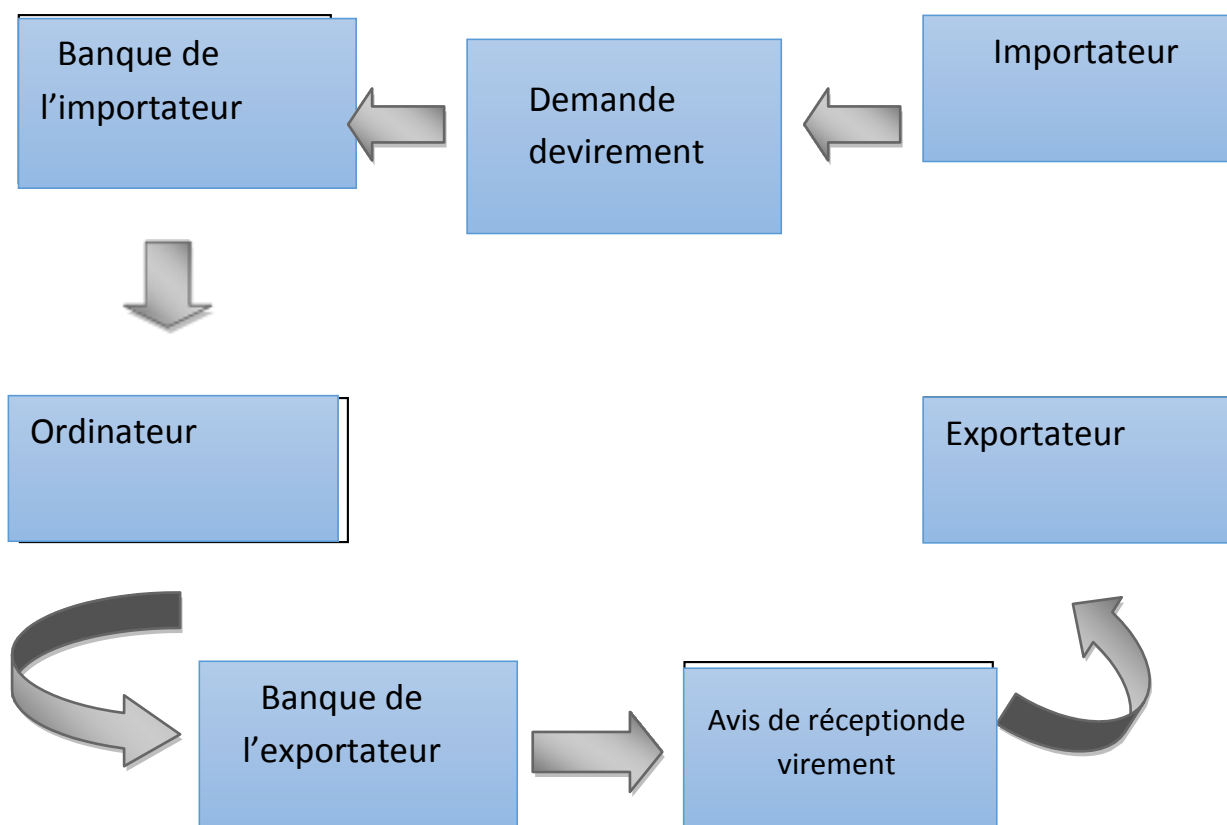 Banque de
l’importateur
Demande
devirement
Importateur
Ordinateur
Exportateur
Banque de
l’exportateur
Avis de réceptionde
virement